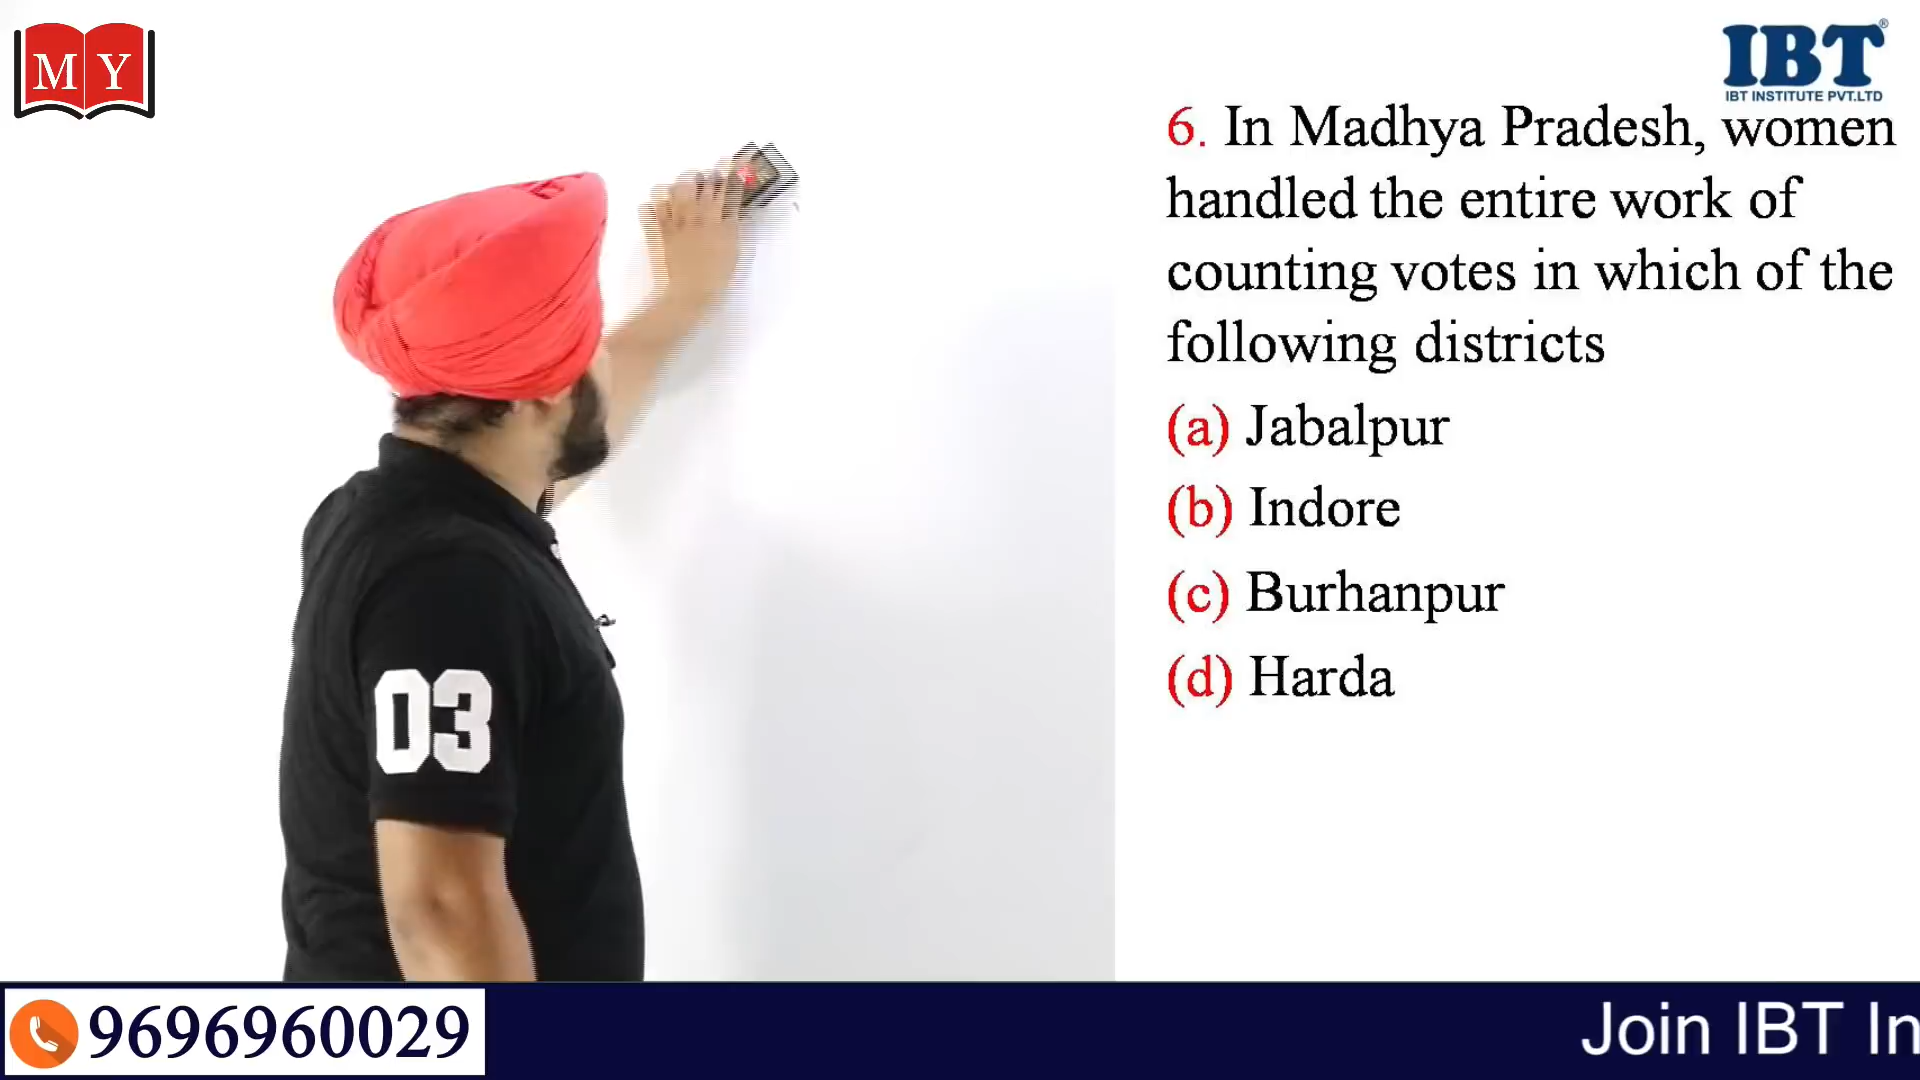 M Y
IBT®
IBT INSTITUTE PVT.LTD
6. In Madhya Pradesh, women
handled the entire work of
counting votes in which of the
following districts
(a) Jabalpur
(b) Indore
(c) Burhanpur
(d) Harda
03
9696960029
Join IBT In